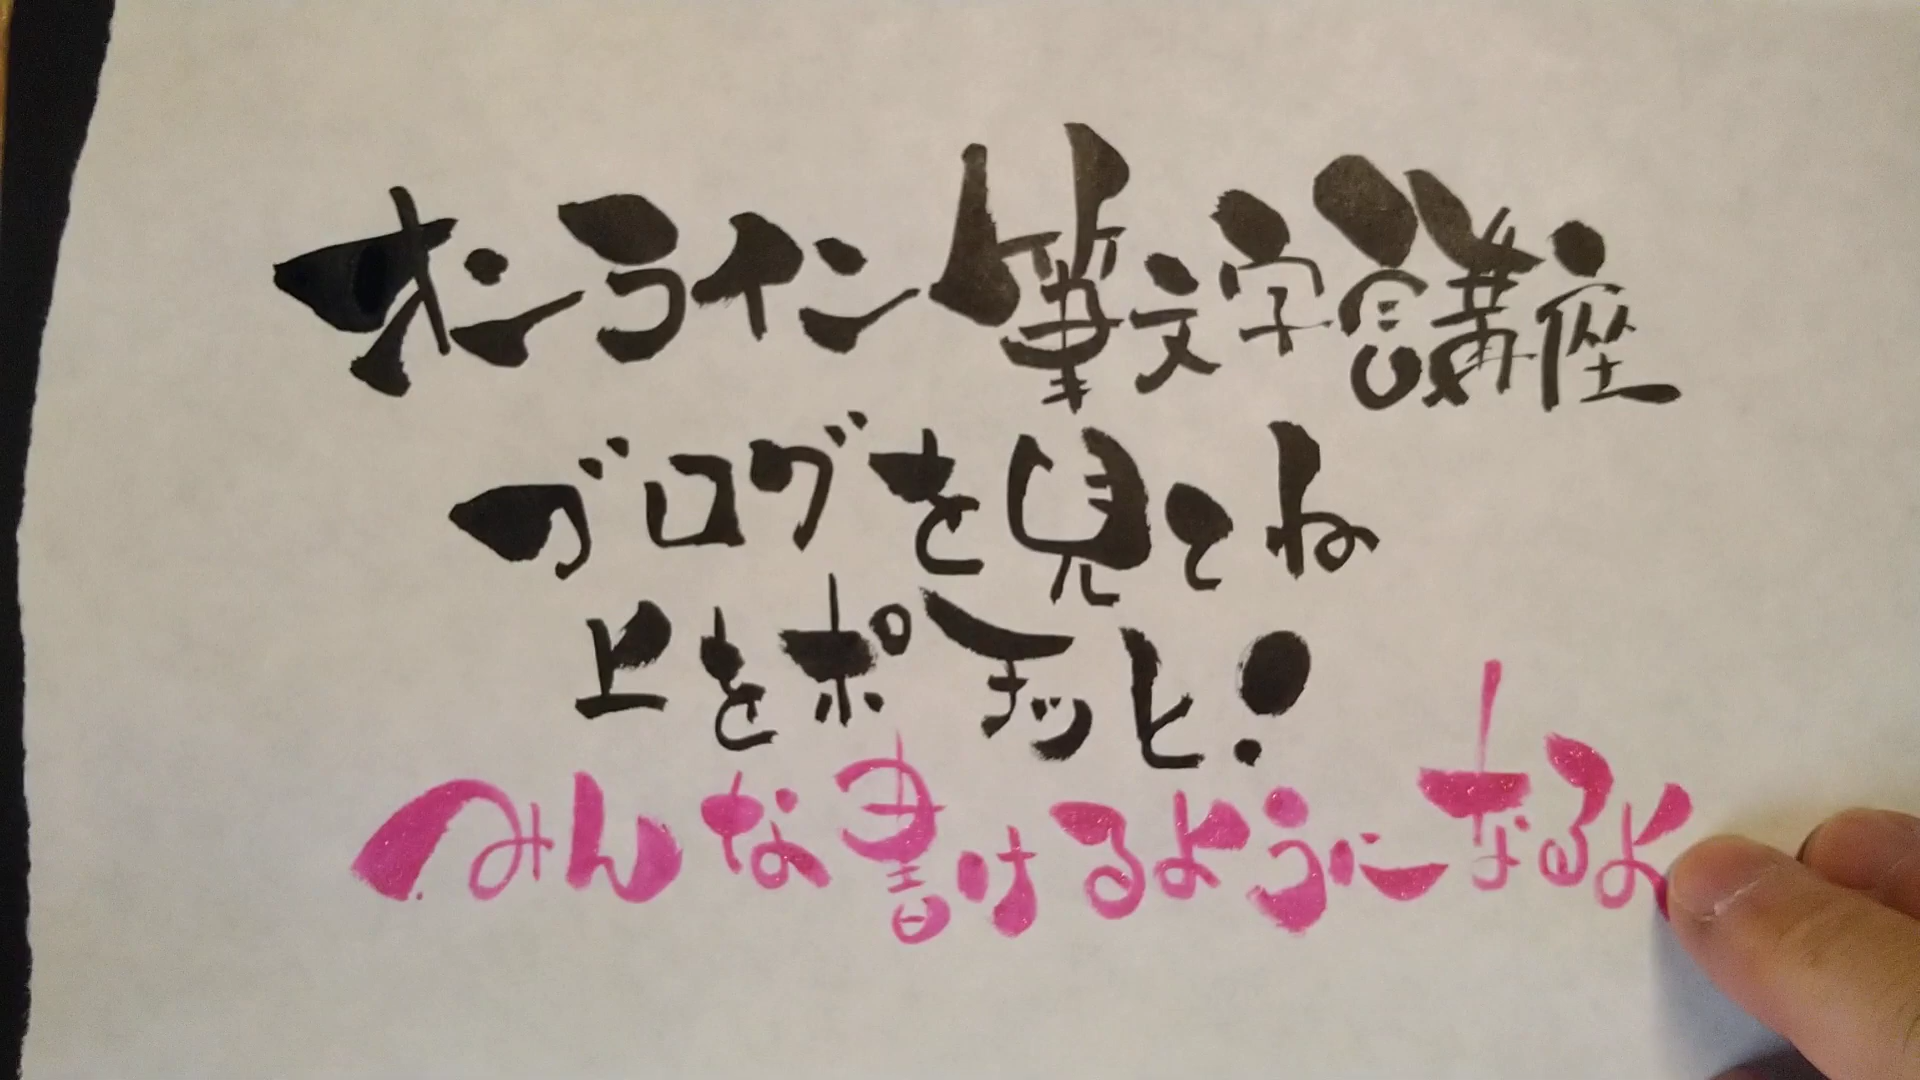 オンライン筆文字講座
ブログを見てね
上をポチッと!
みんな書けるようになるよ